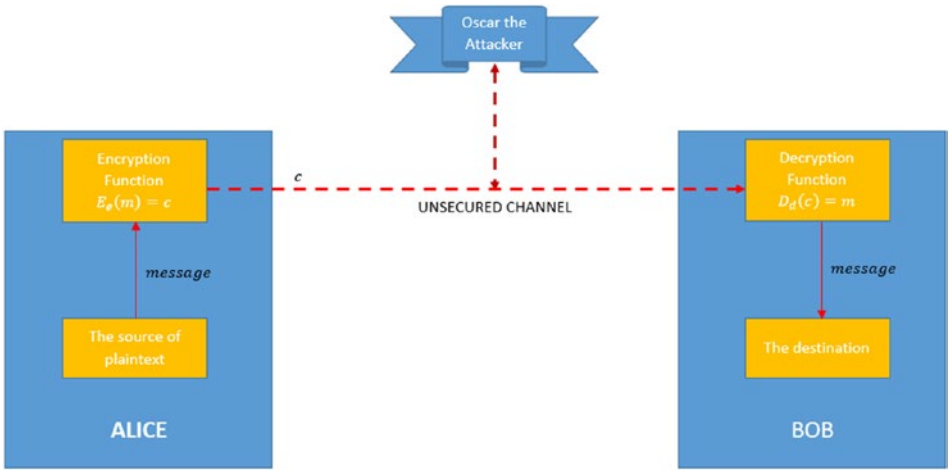 Oscar the
Attacker
Encryption
Function
E_e(m) = c
c
UNSECURED CHANNEL
Decryption
Function
D_d(c) = m
message
message
The source of
plaintext
The destination
ALICE
BOB